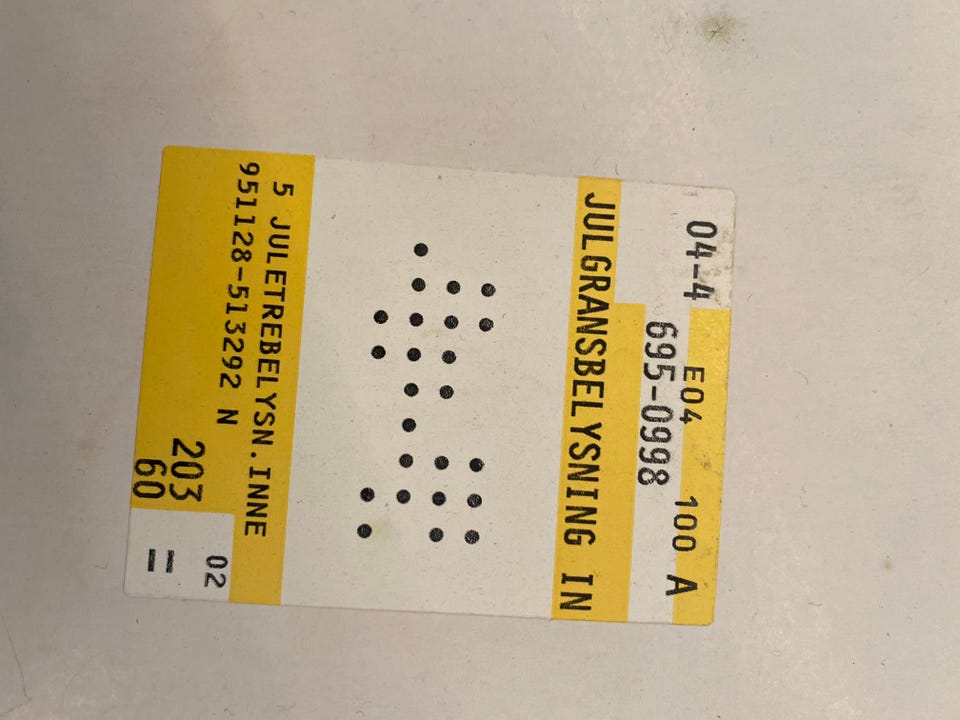 04-4 E04 100 A
695-0998
JULGRANSBELYSNING IN
5 JULETREBELYSN.INNE
951128-513292 N
02
203 =
60 =